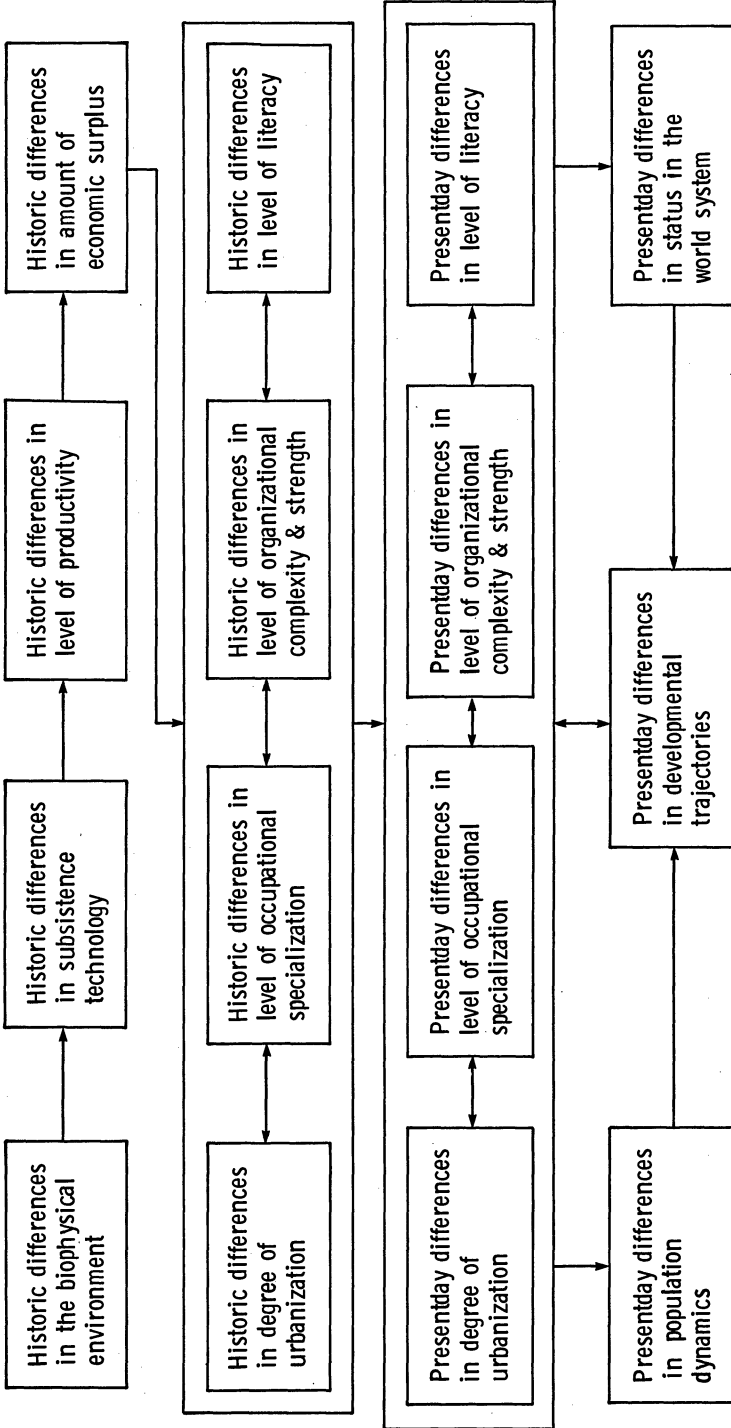 Historic differences
in the biophysical
environment
Historic differences
in subsistence
technology
Historic differences in
level of productivity
Historic differences
in amount of
economic surplus
Historic differences
in degree of
urbanization
Historic differences in
level of occupational
specialization
Historic differences in
level of organizational
complexity & strength
Historic differences
in level of literacy
Presentday differences
in degree of
urbanization
Presentday differences in
level of occupational
specialization
Presentday differences in
level of organizational
complexity & strength
Presentday differences
in level of literacy
Presentday differences
in population
dynamics
Presentday differences
in developmental
trajectories
Presentday differences
in status in the
world system